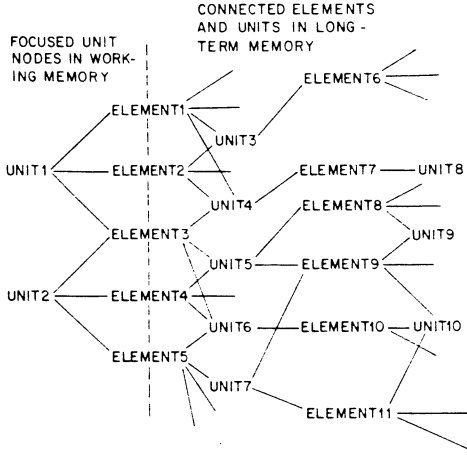 CONNECTED ELEMENTS
AND UNITS IN LONG-
TERM MEMORY
FOCUSED UNIT
NODES IN WORK-
ING MEMORY
ELEMENT6
ELEMENT1
UNIT3
UNIT1
ELEMENT2
ELEMENT7
UNIT8
UNIT4
ELEMENT8
ELEMENT3
UNIT9
UNIT5
ELEMENT9
UNIT2
ELEMENT4
UNIT6
ELEMENT10
UNIT10
ELEMENT5
UNIT7
ELEMENT11